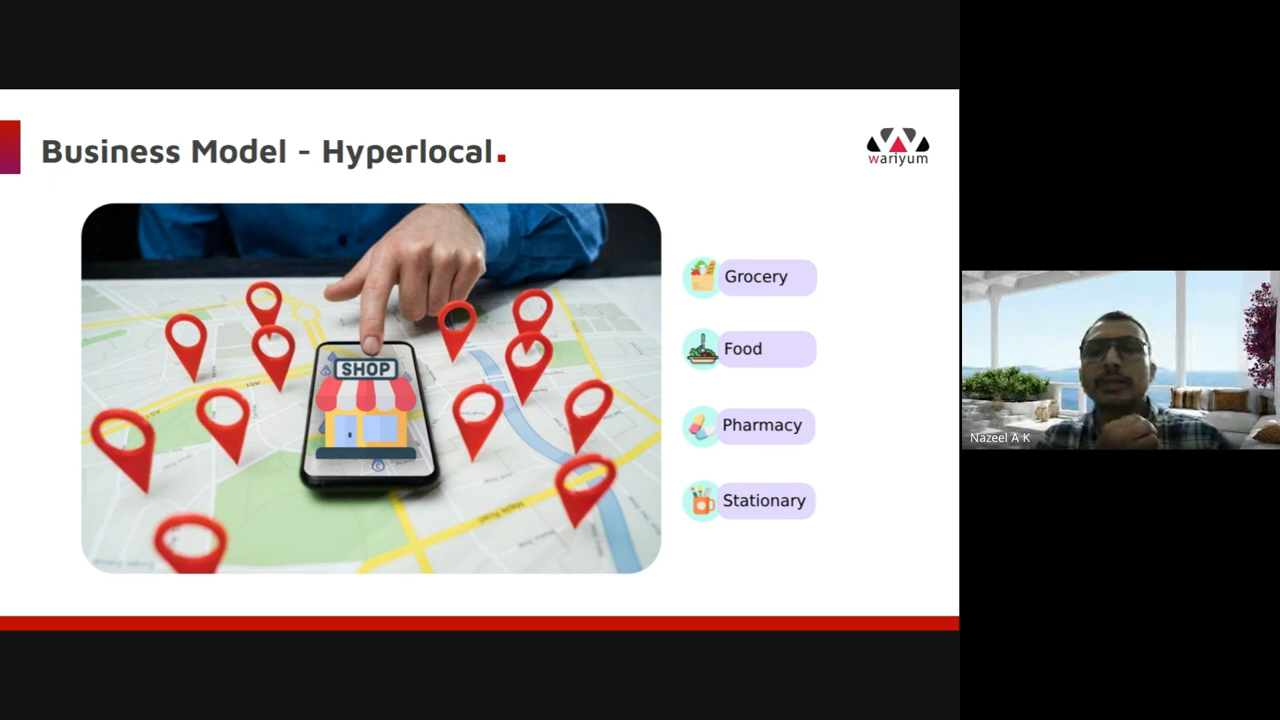 Business Model - Hyperlocal.
wariyum
SHOP
Grocery
Food
Pharmacy
Stationary
Nazeel A K